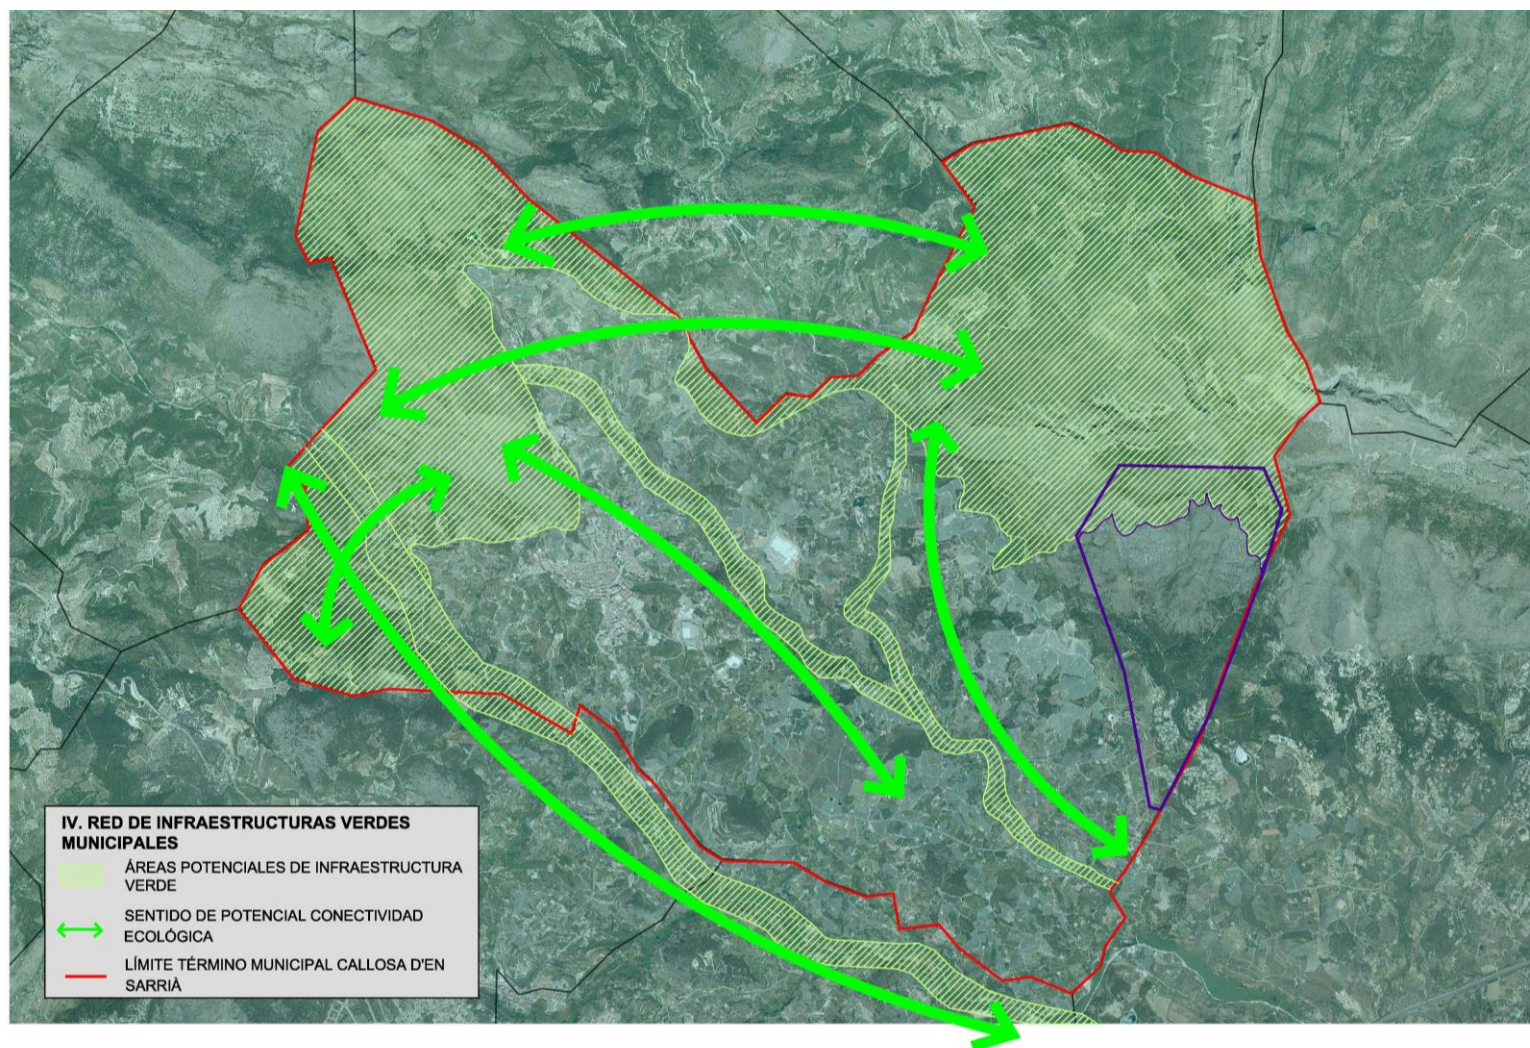 IV. RED DE INFRAESTRUCTURAS VERDES
MUNICIPALES
ÁREAS POTENCIALES DE INFRAESTRUCTURA
VERDE
SENTIDO DE POTENCIAL CONECTIVIDAD
ECOLÓGICA
LÍMITE TÉRMINO MUNICIPAL CALLOSA D'EN
SARRIÀ